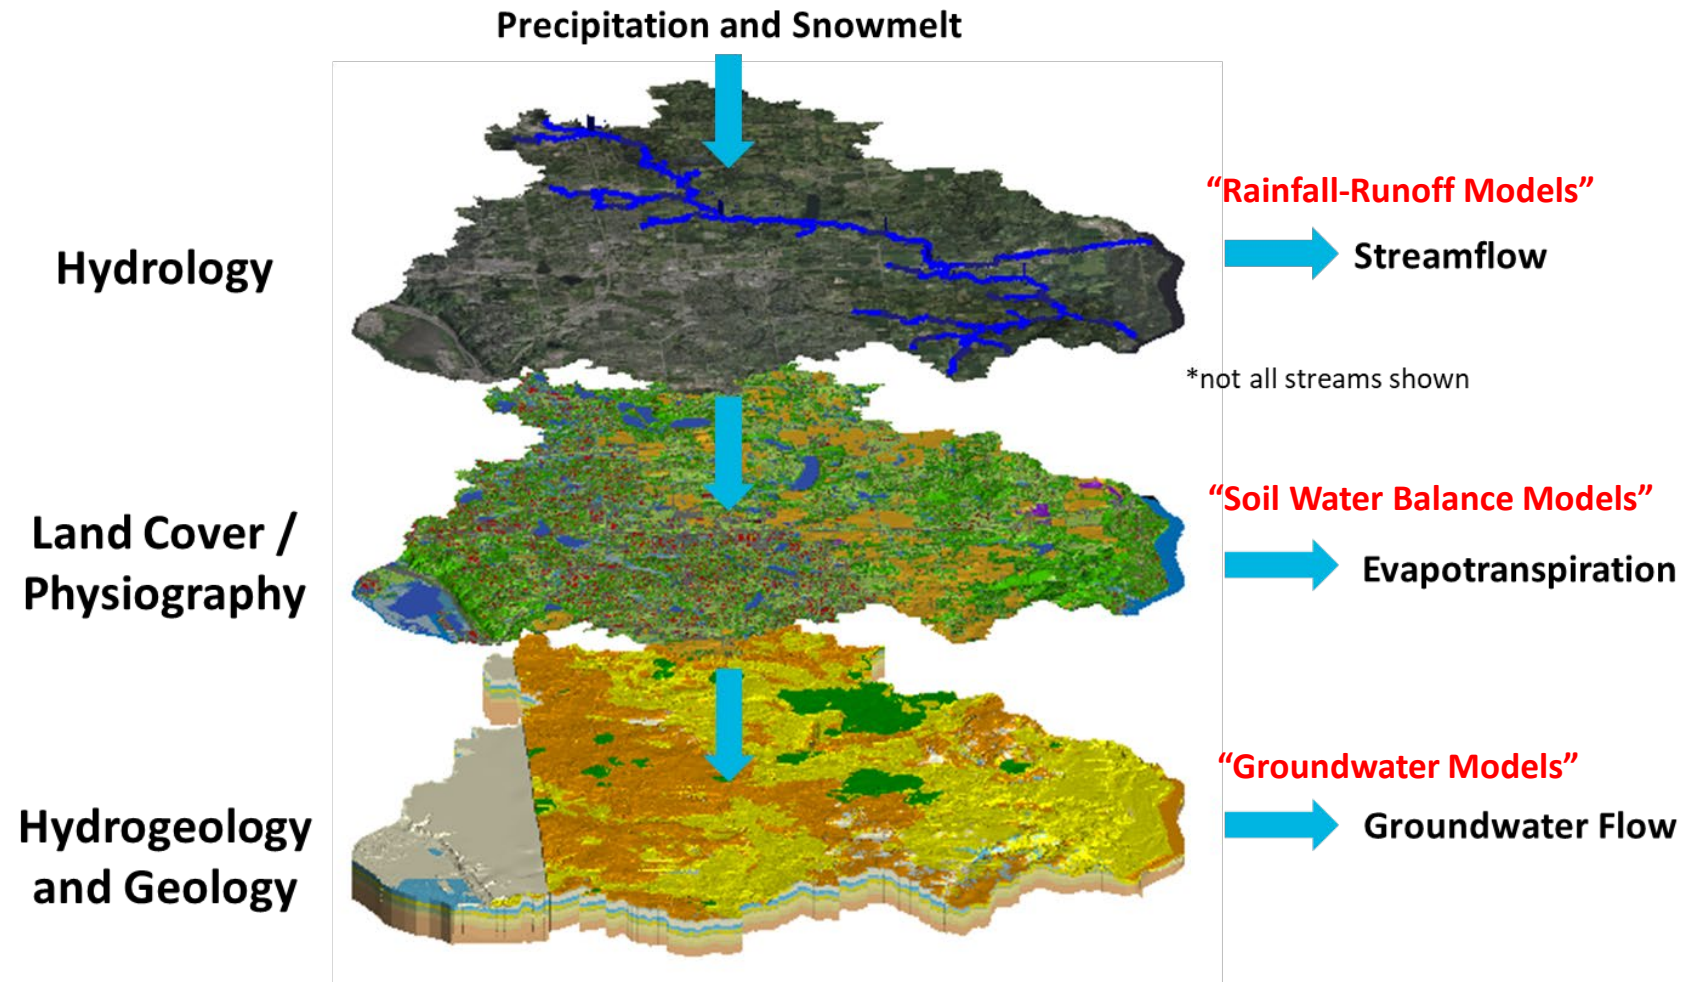 Precipitation and Snowmelt
“Rainfall-Runoff Models”
Hydrology
Streamflow
*not all streams shown
“Soil Water Balance Models”
Land Cover /
Physiography
Evapotranspiration
“Groundwater Models”
Hydrogeology
and Geology
Groundwater Flow